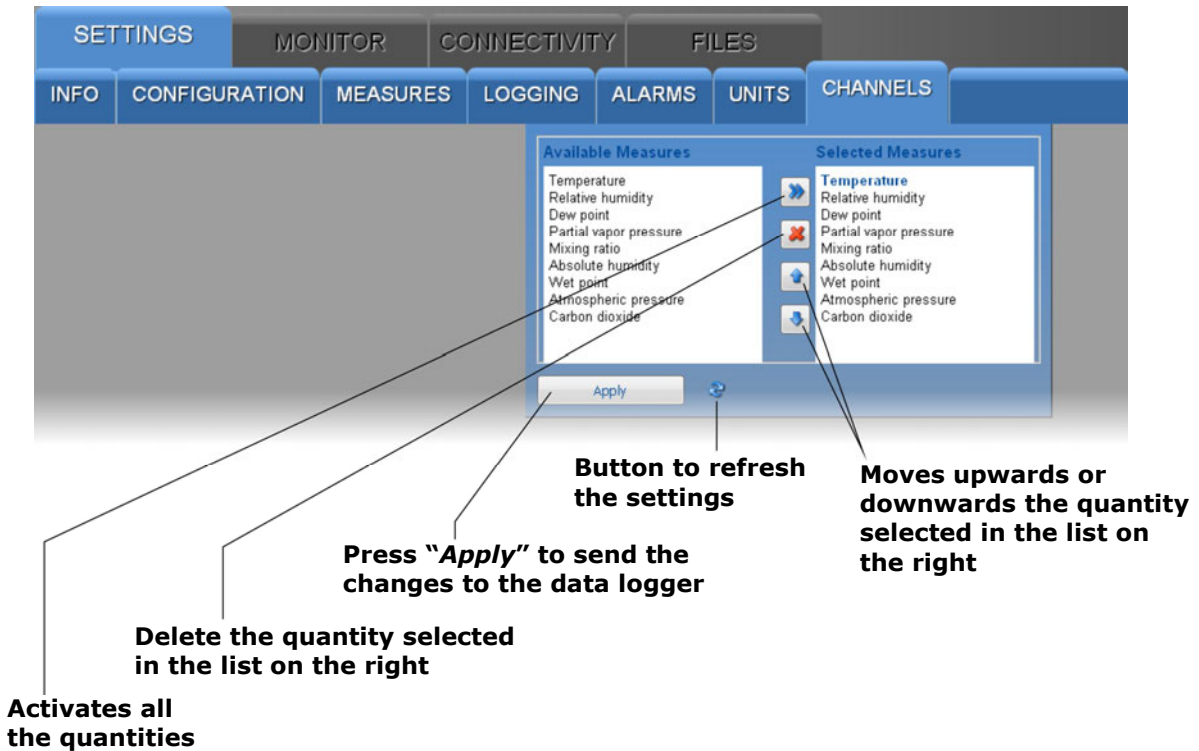 SETTINGS MONITOR CONNECTIVITY FILES
INFO CONFIGURATION MEASURES LOGGING ALARMS UNITS CHANNELS
Available Measures
Temperature
Relative humidity
Dew point
Partial vapor pressure
Mixing ratio
Absolute humidity
Wet point
Atmospheric pressure
Carbon dioxide
Selected Measures
Temperature
Relative humidity
Dew point
Partial vapor pressure
Mixing ratio
Absolute humidity
Wet point
Atmospheric pressure
Carbon dioxide
Apply
Button to refresh
the settings
Moves upwards or
downwards the quantity
selected in the list on
the right
Press “Apply” to send the
changes to the data logger
Delete the quantity selected
in the list on the right
Activates all
the quantities